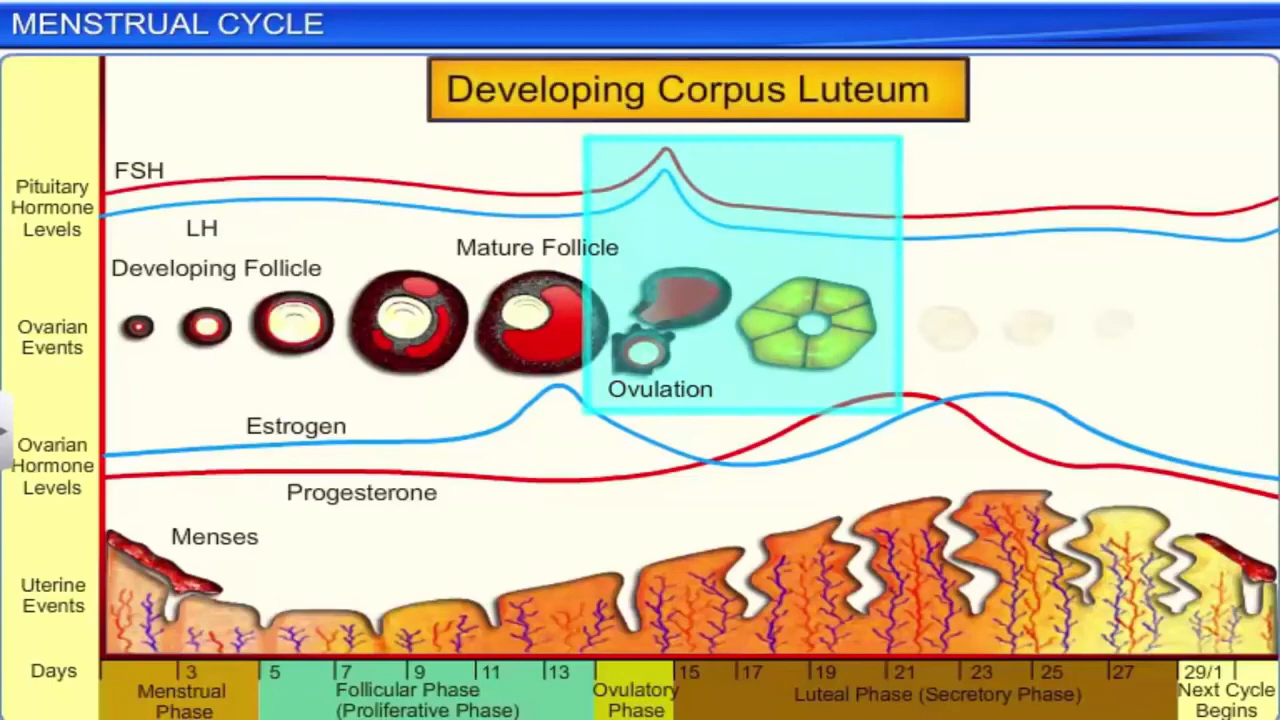 MENSTRUAL CYCLE
Developing Corpus Luteum
Pituitary
Hormone
Levels
FSH
LH
Mature Follicle
Developing Follicle
Ovarian
Events
Ovulation
Estrogen
Ovarian
Hormone
Levels
Progesterone
Menses
Uterine
Events
Days
3 5 7 9 11 13 15 17 19 21 23 25 27 29/1
Menstrual
Phase
Follicular Phase
(Proliferative Phase)
Ovulatory
Phase
Luteal Phase (Secretory Phase)
Next Cycle
Begins